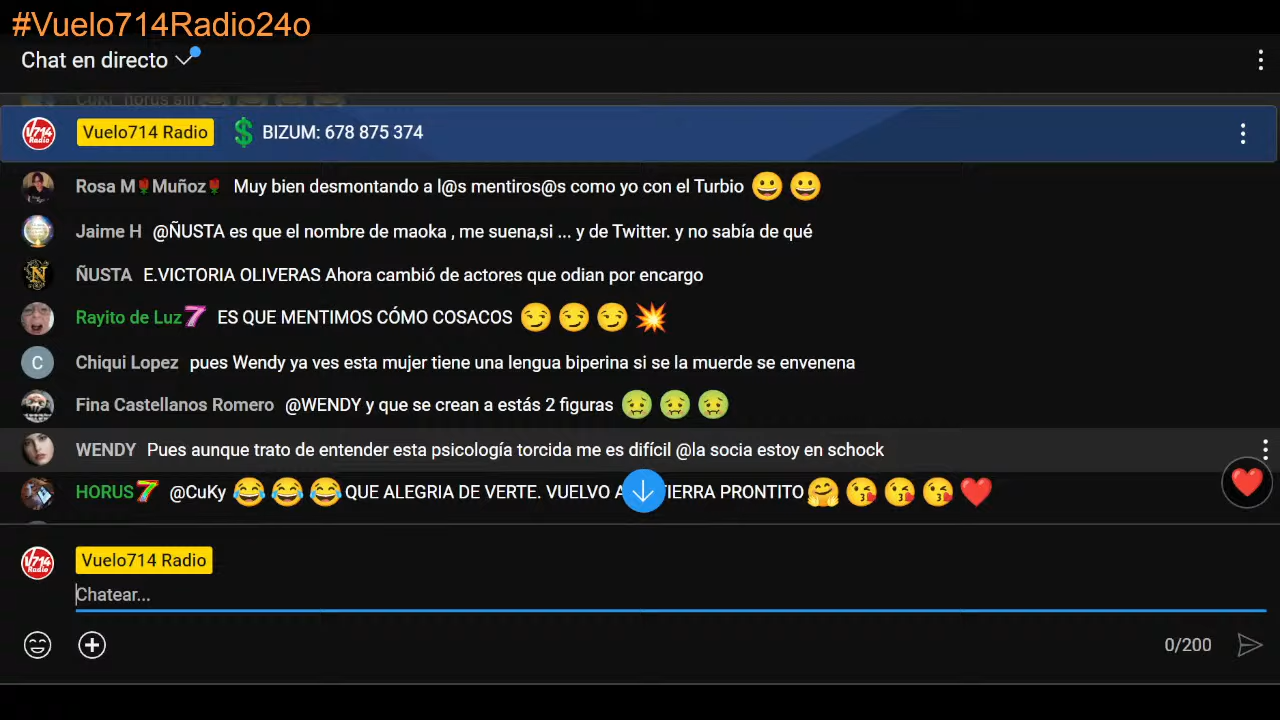 #Vuelo714Radio24o
Chat en directo
CuKi horus siii
Vuelo714 Radio BIZUM: 678 875 374
Rosa M🌹Muñoz🌹 Muy bien desmontando a l@s mentiros@s como yo con el Turbio 😀 😀
Jaime H @ÑUSTA es que el nombre de maoka , me suena,si ... y de Twitter. y no sabía de qué
ÑUSTA E.VICTORIA OLIVERAS Ahora cambió de actores que odian por encargo
Rayito de Luz7 ES QUE MENTIMOS CÓMO COSACOS 😏 😏 😏 💥
C Chiqui Lopez pues Wendy ya ves esta mujer tiene una lengua biperina si se la muerde se envenena
Fina Castellanos Romero @WENDY y que se crean a estás 2 figuras 🤢 🤢 🤢
WENDY Pues aunque trato de entender esta psicología torcida me es difícil @la socia estoy en schock
HORUS7 @CuKy 😂 😂 😂 QUE ALEGRIA DE VERTE. VUELVO A TIERRA PRONTITO 🤗 😘 😘 😘 ❤️
Vuelo714 Radio
Chatear...
0/200